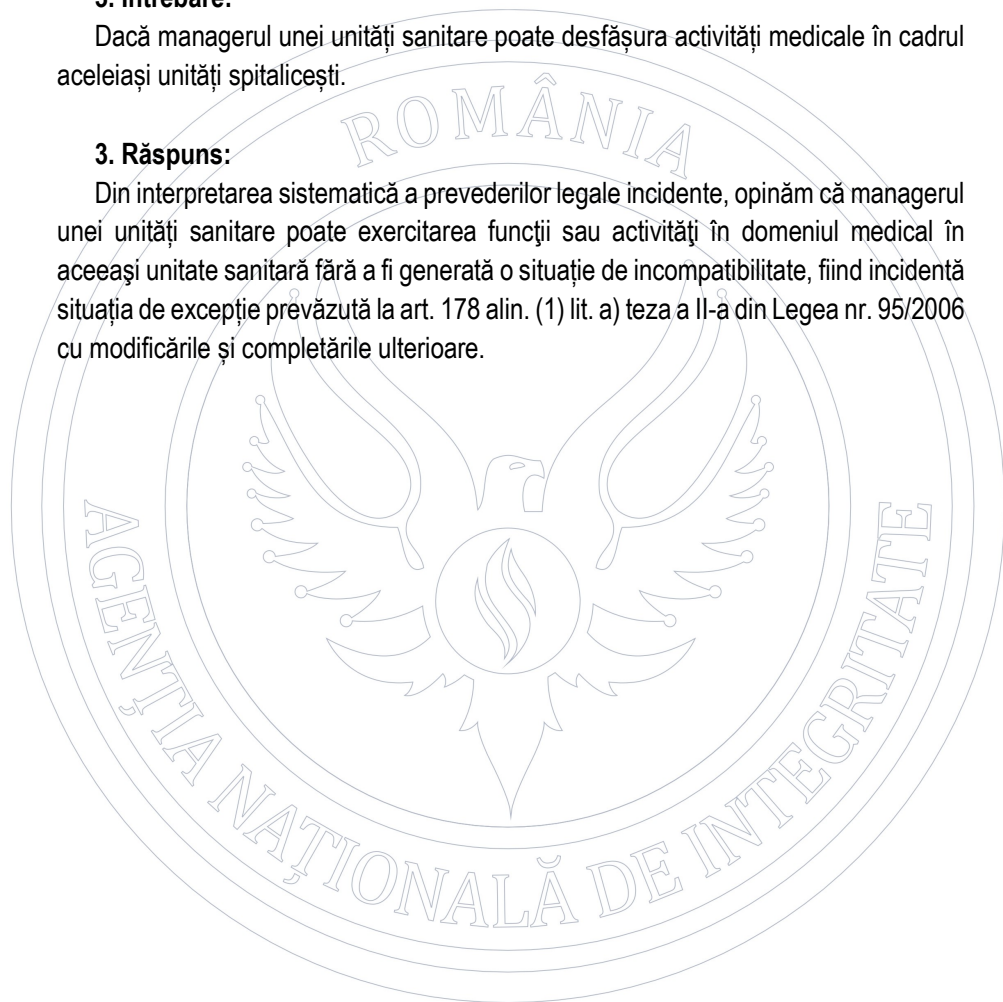 3. Întrebare:
Dacă managerul unei unități sanitare poate desfășura activități medicale în cadrul
aceleiași unități spitalicești.
3. Răspuns:
Din interpretarea sistematică a prevederilor legale incidente, opinăm că managerul
unei unități sanitare poate exercitarea funcţii sau activităţi în domeniul medical în
aceeaşi unitate sanitară fără a fi generată o situație de incompatibilitate, fiind incidentă
situația de excepție prevăzută la art. 178 alin. (1) lit. a) teza a II-a din Legea nr. 95/2006
cu modificările și completările ulterioare.
ROMÂNIA
AGENȚIA NAȚIONALĂ DE INTEGRITATE